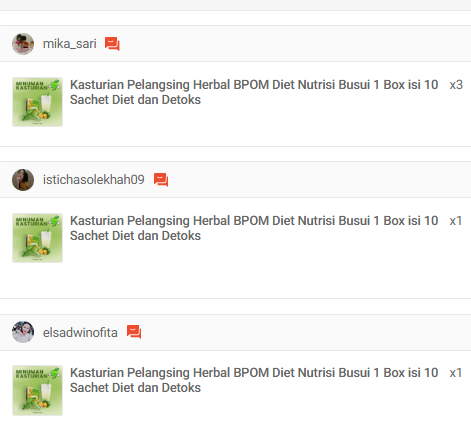 mika_sari
Kasturian Pelangsing Herbal BPOM Diet Nutrisi Busui 1 Box isi 10 x3
Sachet Diet dan Detoks
MINUMAN
KASTURIAN
istichasolekhah09
Kasturian Pelangsing Herbal BPOM Diet Nutrisi Busui 1 Box isi 10 x1
Sachet Diet dan Detoks
MINUMAN
KASTURIAN
elsadwinofita
Kasturian Pelangsing Herbal BPOM Diet Nutrisi Busui 1 Box isi 10 x1
Sachet Diet dan Detoks
MINUMAN
KASTURIAN